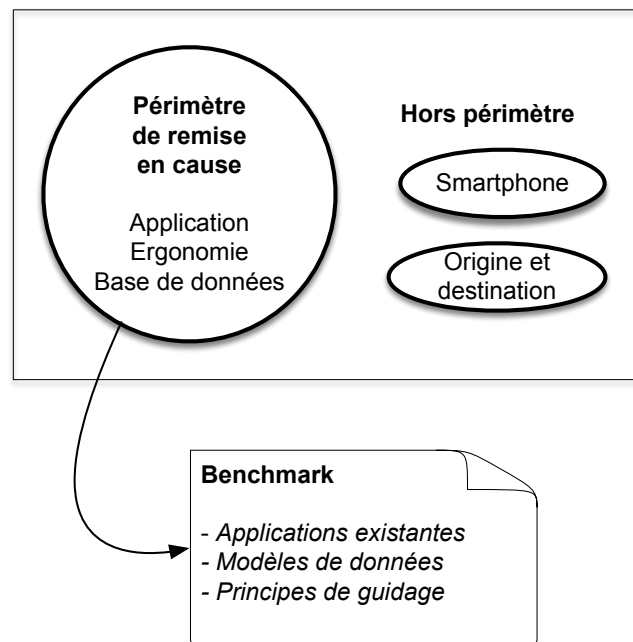 Périmètre
de remise
en cause
Application
Ergonomie
Base de données
Hors périmètre
Smartphone
Origine et
destination
Benchmark
- Applications existantes
- Modèles de données
- Principes de guidage